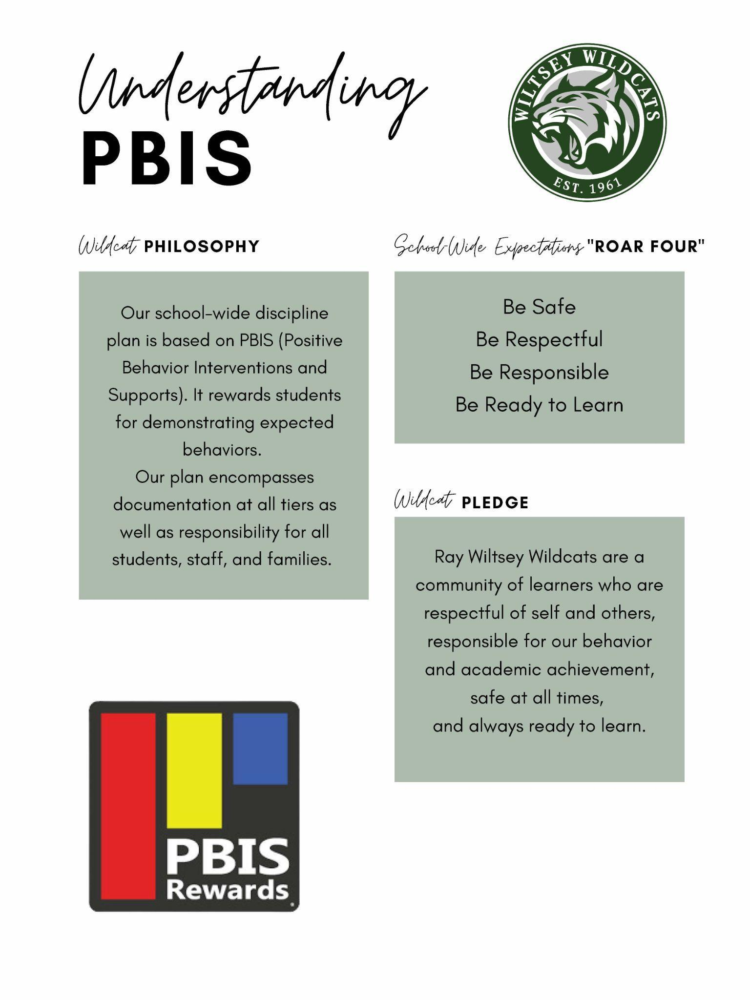 Understanding
PBIS
WILTSEY WILDCATS
EST. 1961
Wildcat PHILOSOPHY
Our school-wide discipline
plan is based on PBIS (Positive
Behavior Interventions and
Supports). It rewards students
for demonstrating expected
behaviors.
Our plan encompasses
documentation at all tiers as
well as responsibility for all
students, staff, and families.
School-Wide Expectations "ROAR FOUR"
Be Safe
Be Respectful
Be Responsible
Be Ready to Learn
Wildcat PLEDGE
Ray Wiltsey Wildcats are a
community of learners who are
respectful of self and others,
responsible for our behavior
and academic achievement,
safe at all times,
and always ready to learn.
PBIS
Rewards